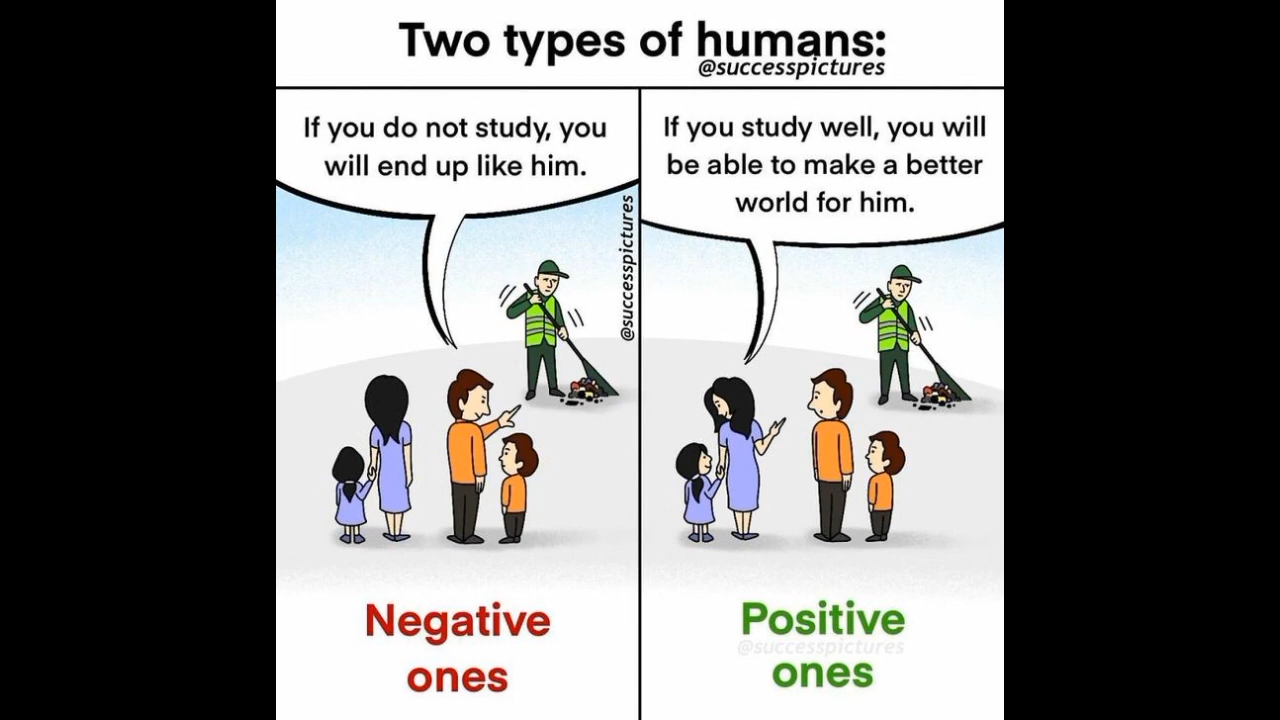 Two types of humans:
@successpictures
If you do not study, you
will end up like him.
@successpictures
If you study well, you will
be able to make a better
world for him.
Negative
ones
Positive
@successpictures
ones